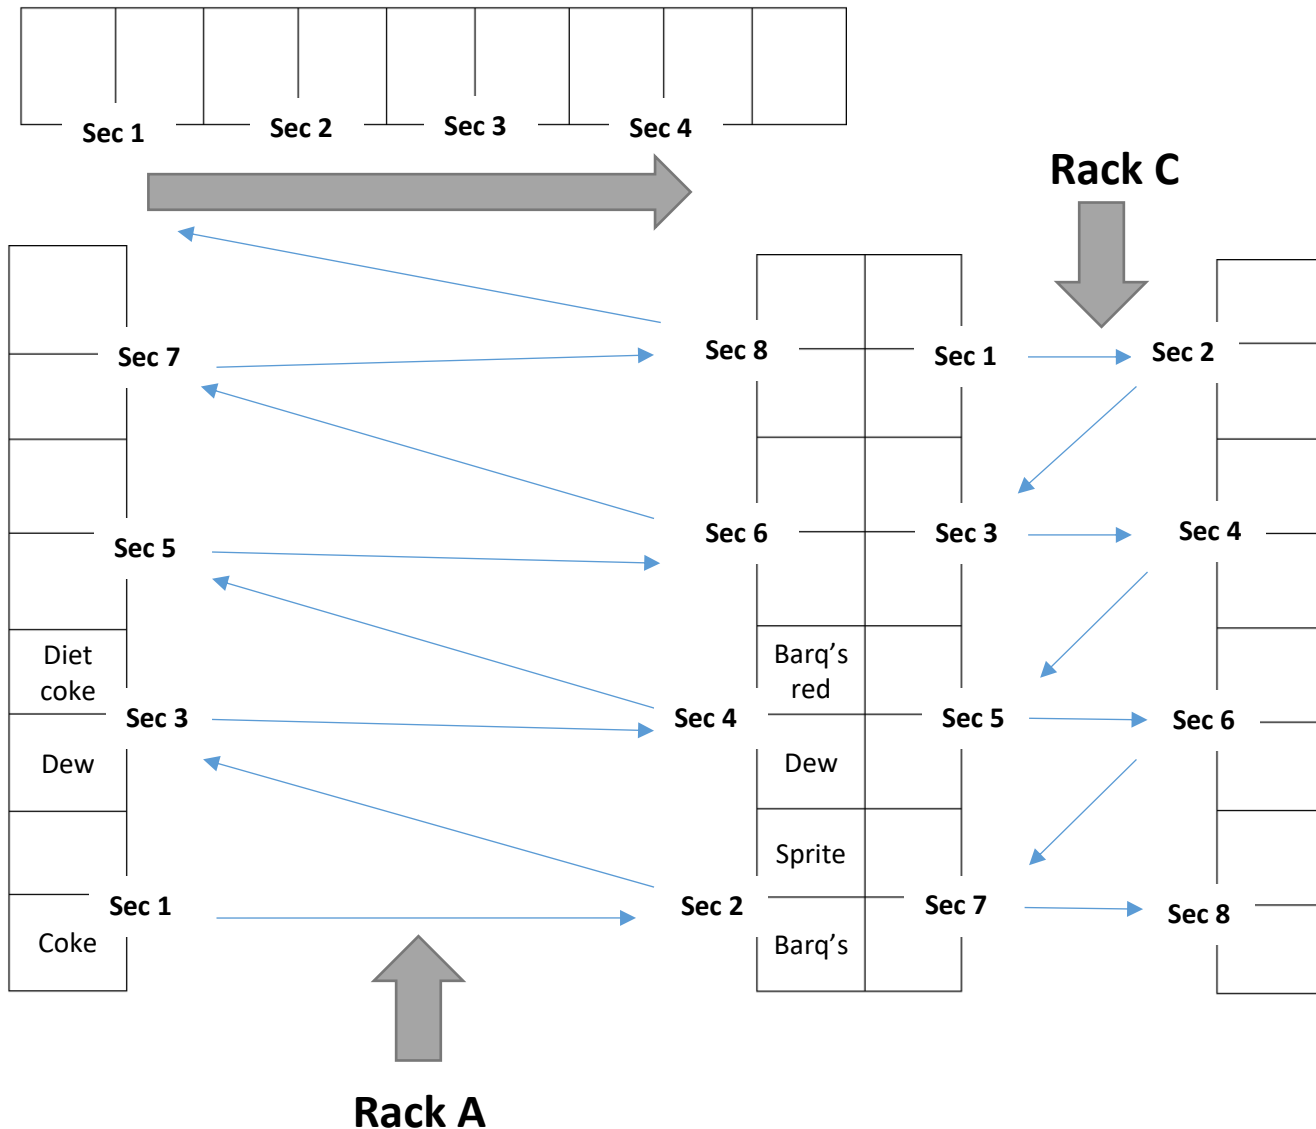 Sec 1
Sec 2
Sec 3
Sec 4
Rack C
Sec 7
Sec 8
Sec 1
Sec 2
Sec 5
Sec 6
Sec 3
Sec 4
Diet
coke
Barq’s
red
Sec 3
Sec 4
Sec 5
Sec 6
Dew
Dew
Sprite
Sec 1
Sec 2
Sec 7
Sec 8
Coke
Barq’s
Rack A